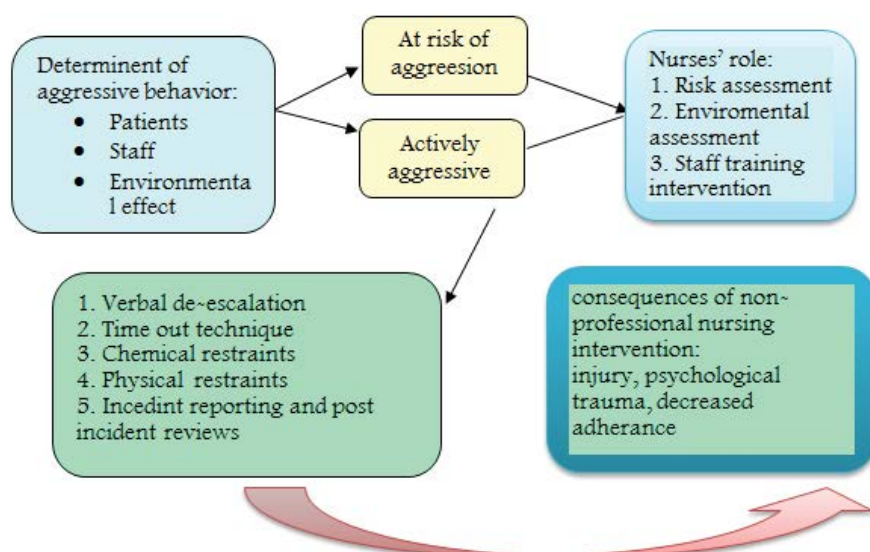 Determinent of
aggressive behavior:
• Patients
• Staff
• Environmenta
l effect
At risk of
aggreesion
Actively
aggressive
Nurses’ role:
1. Risk assessment
2. Enviromental
assessment
3. Staff training
intervention
1. Verbal de-escalation
2. Time out technique
3. Chemical restraints
4. Physical restraints
5. Incedint reporting and post
incident reviews
consequences of non-
professional nursing
intervention:
injury, psychological
trauma, decreased
adherance